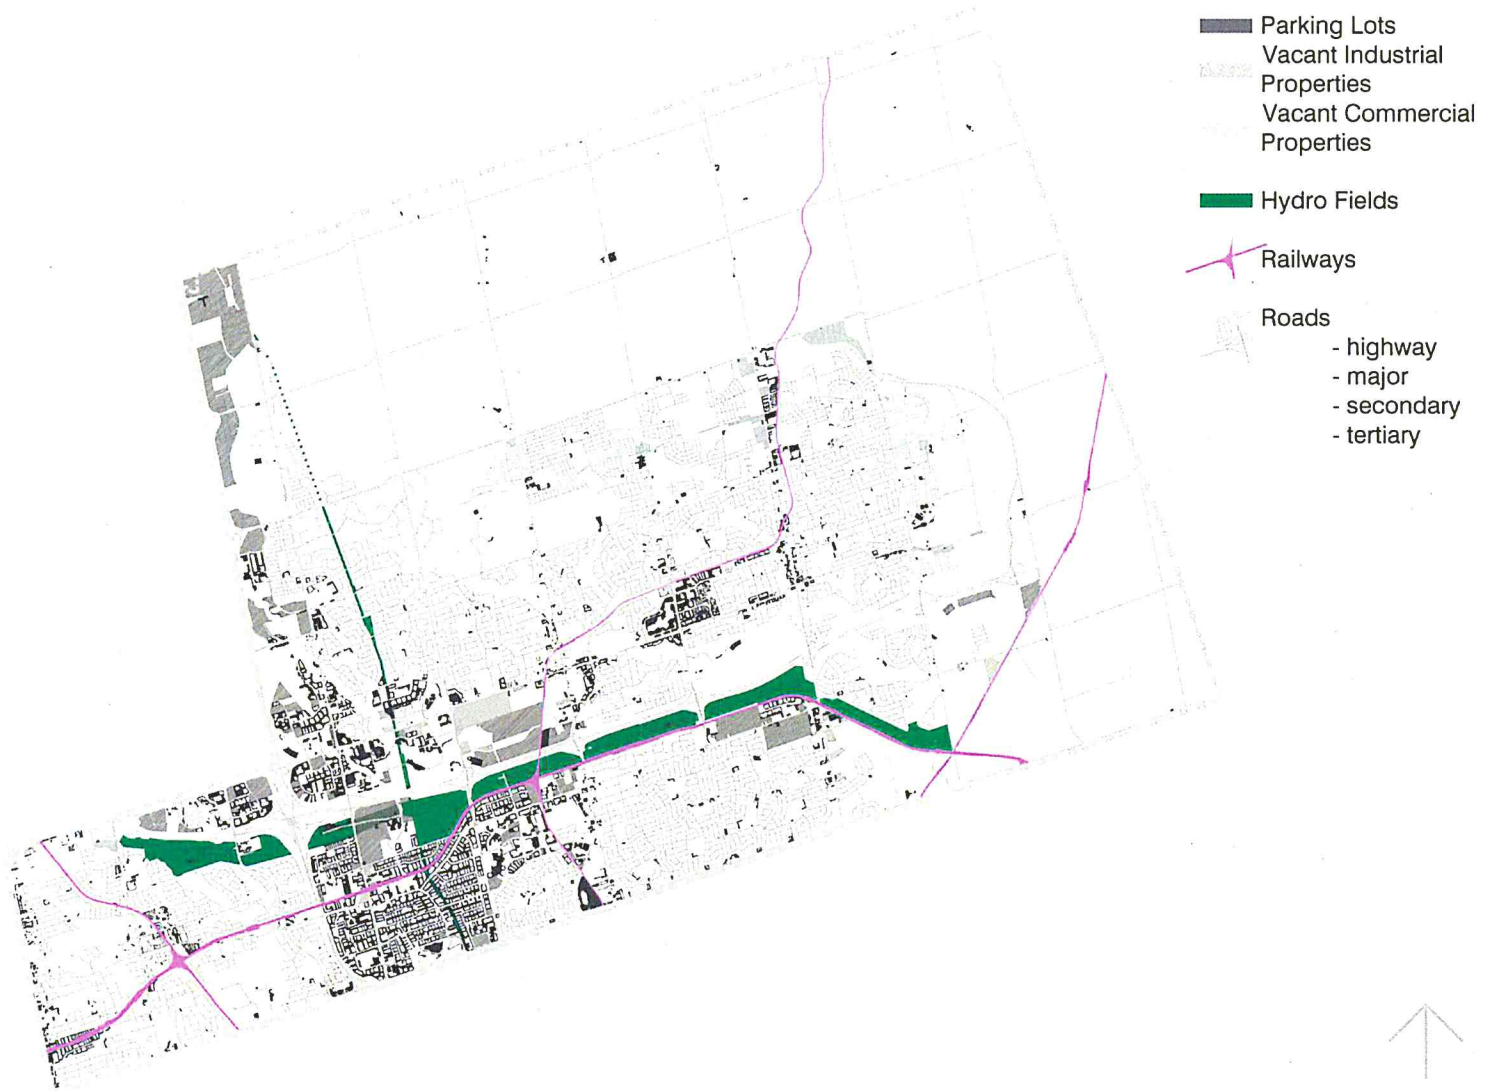 Parking Lots
Vacant Industrial
Properties
Vacant Commercial
Properties
Hydro Fields
Railways
Roads
- highway
- major
- secondary
- tertiary